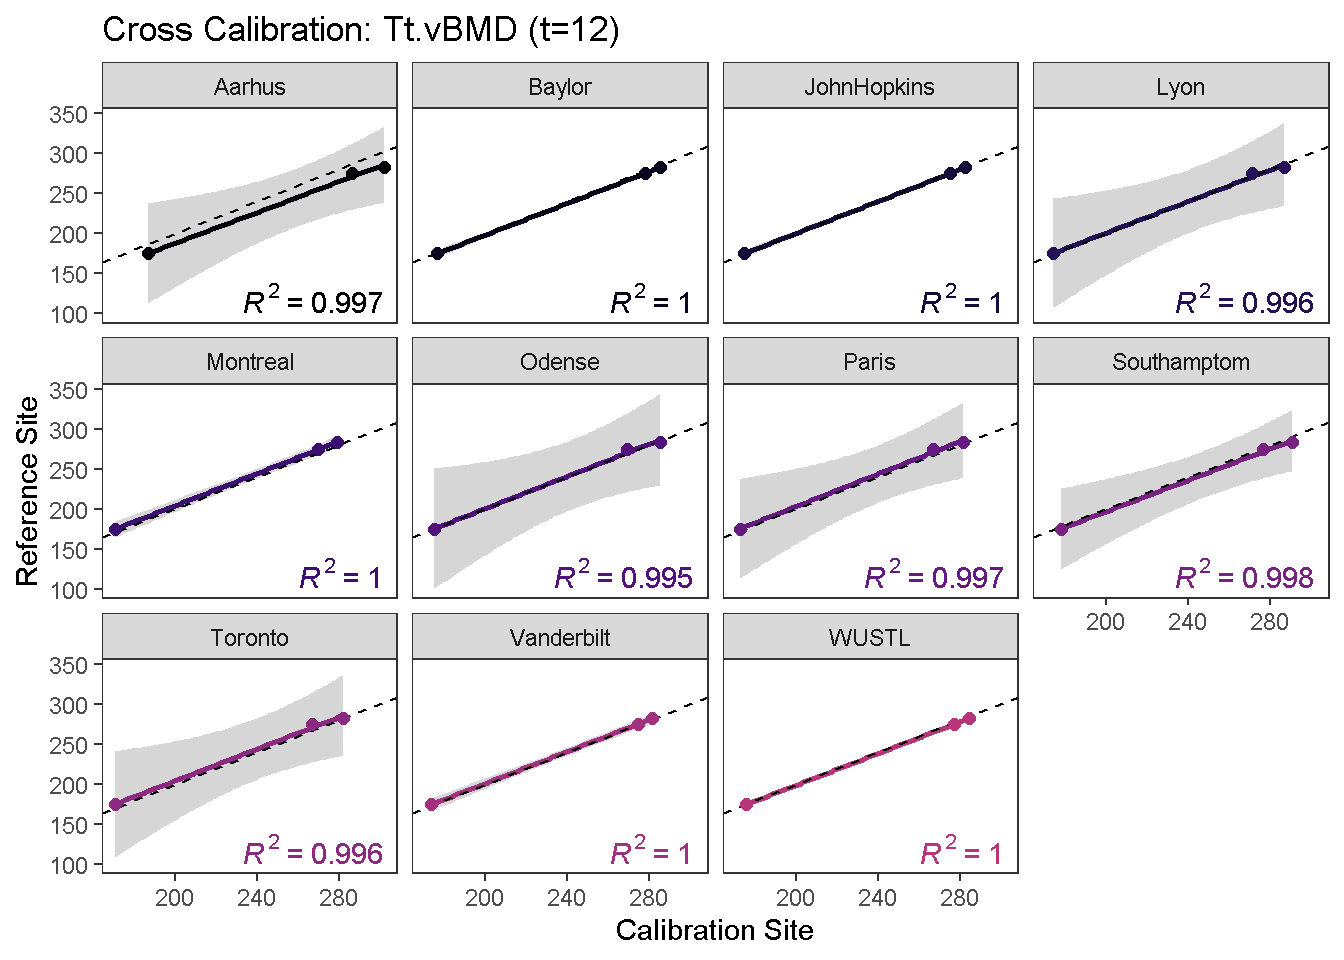 Cross Calibration: Tt.vBMD (t=12)
Aarhus Baylor JohnHopkins Lyon
350
300
250
200
150
100
R² = 0.997 R² = 1 R² = 1 R² = 0.996
Montreal Odense Paris Southamptom
350
300
250
200
150
100
R² = 1 R² = 0.995 R² = 0.997 R² = 0.998
200 240 280
Toronto Vanderbilt WUSTL
350
300
250
200
150
100
R² = 0.996 R² = 1 R² = 1
200 240 280 200 240 280 200 240 280
Reference Site
Calibration Site